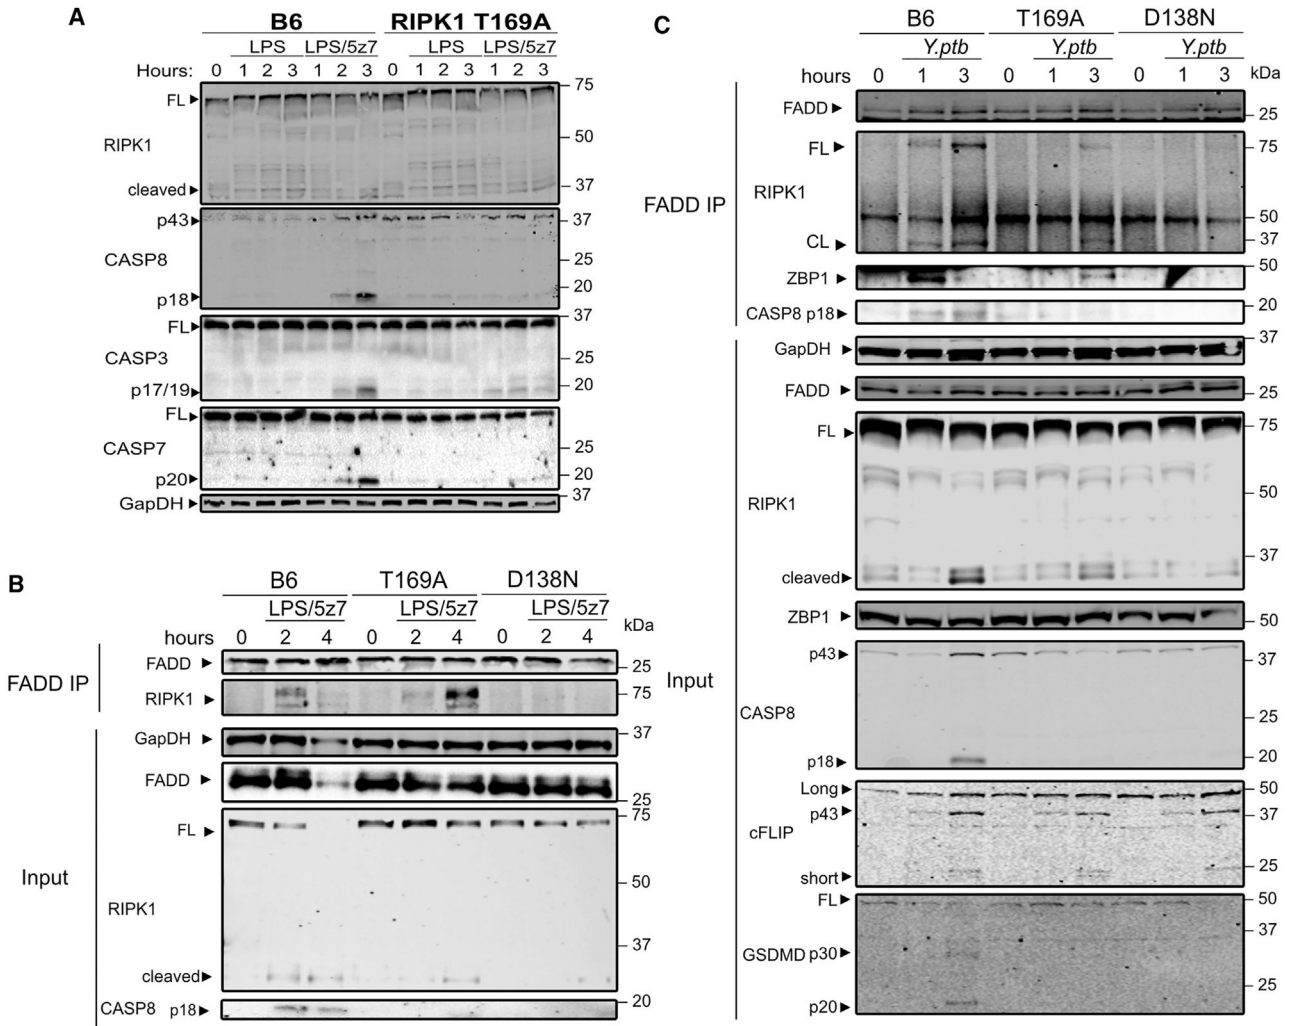 A
B6 RIPK1 T169A
LPS LPS/5z7 LPS LPS/5z7
Hours: 0 1 2 3 1 2 3 0 1 2 3 1 2 3
FL 75
RIPK1 50
cleaved 37
p43 37
CASP8 25
p18 20
FL 37
CASP3 25
p17/19 20
FL
CASP7 25
p20 20
GapDH 37
B
B6 T169A D138N
LPS/5z7 LPS/5z7 LPS/5z7
hours 0 2 4 0 2 4 0 2 4 kDa
FADD IP
FADD 25
RIPK1 75
Input
GapDH 37
FADD 25
FL 75
50
RIPK1
37
cleaved
CASP8 p18 20
C
B6 T169A D138N
Y.ptb Y.ptb Y.ptb
hours 0 1 3 0 1 3 0 1 3 kDa
FADD IP
FADD 25
FL 75
RIPK1 50
CL 37
ZBP1 50
CASP8 p18 20
Input
GapDH 37
FADD 25
FL 75
RIPK1 50
37
cleaved
ZBP1 50
p43 37
CASP8 25
p18 20
Long 50
p43 37
cFLIP
short 25
FL 50
37
GSDMD p30
25
p20